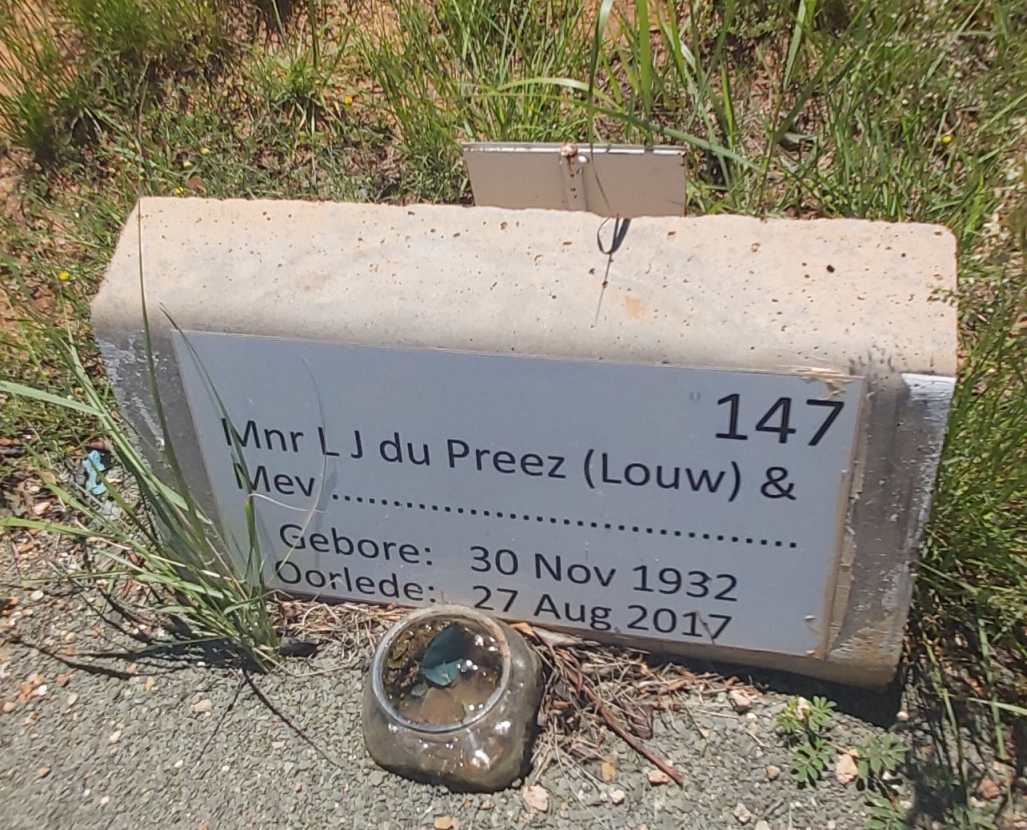 147
Mnr L J du Preez (Louw) &
Mev ......................................
Gebore: 30 Nov 1932
Oorlede: 27 Aug 2017